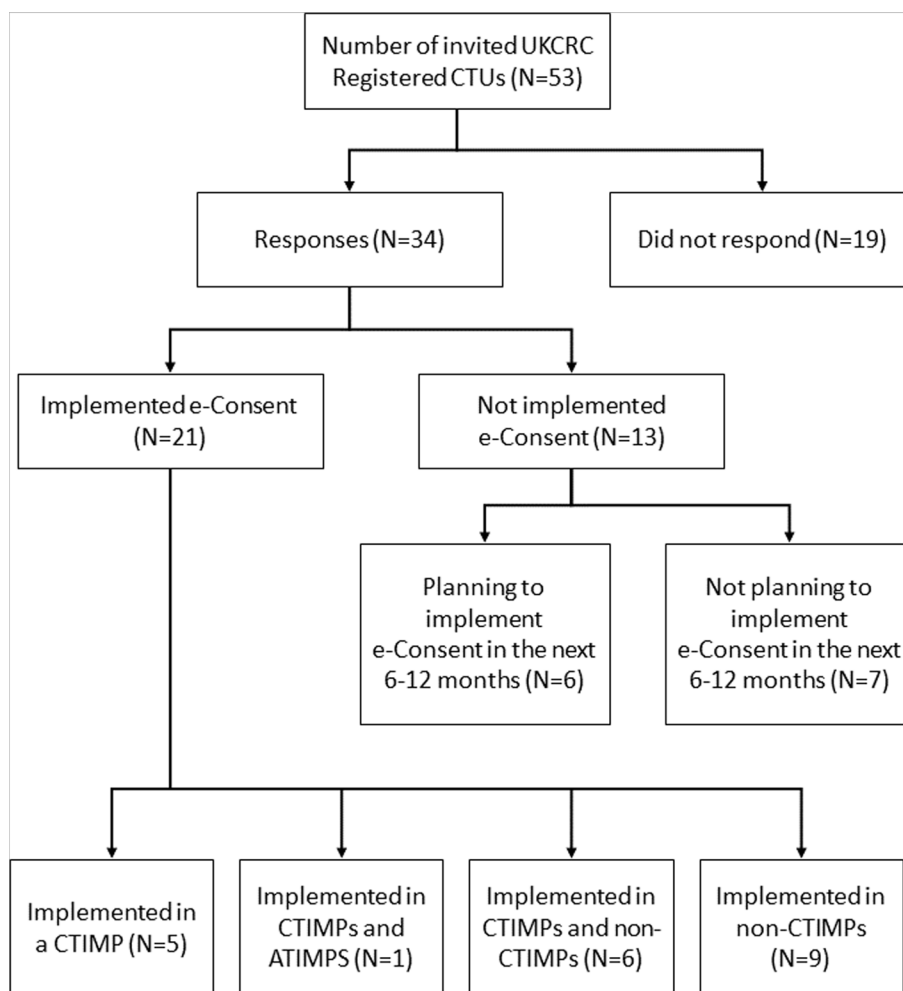 Number of invited UKCRC
Registered CTUs (N=53)
Responses (N=34)
Did not respond (N=19)
Implemented e-Consent
(N=21)
Not implemented
e-Consent (N=13)
Planning to
implement
e-Consent in the next
6-12 months (N=6)
Not planning to
implement
e-Consent in the next
6-12 months (N=7)
Implemented in
a CTIMP (N=5)
Implemented in
CTIMPs and
ATIMPS (N=1)
Implemented in
CTIMPs and non-
CTIMPs (N=6)
Implemented in
non-CTIMPs
(N=9)